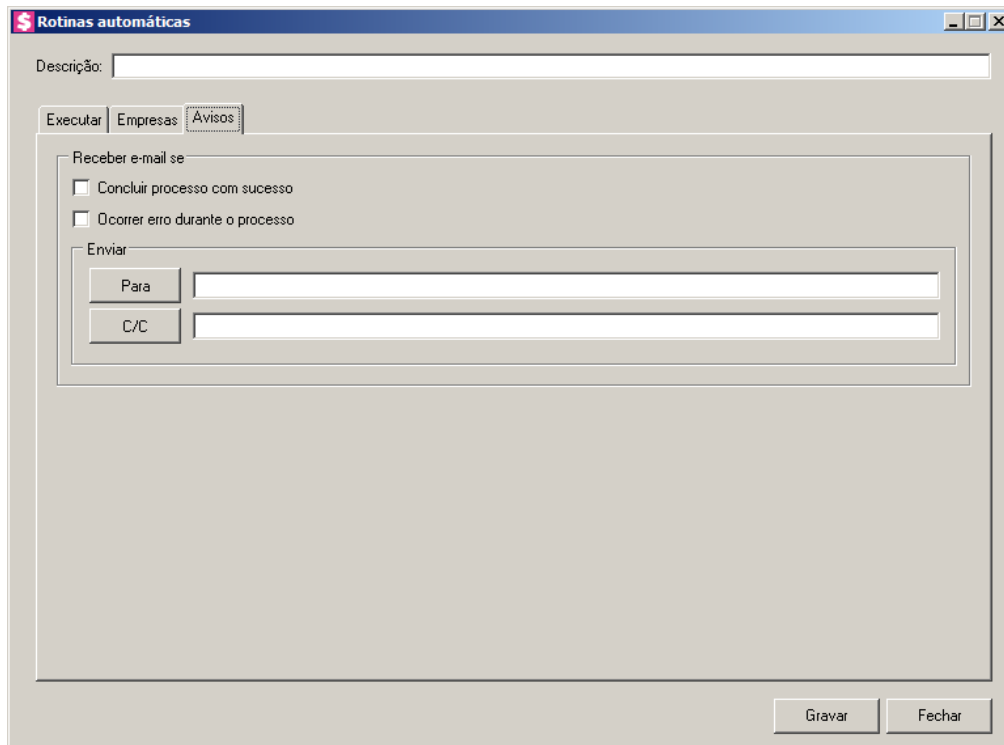 Rotinas automáticas
Descrição:
Executar Empresas Avisos
Receber e-mail se
Concluir processo com sucesso
Ocorrer erro durante o processo
Enviar
Para
C/C
Gravar Fechar